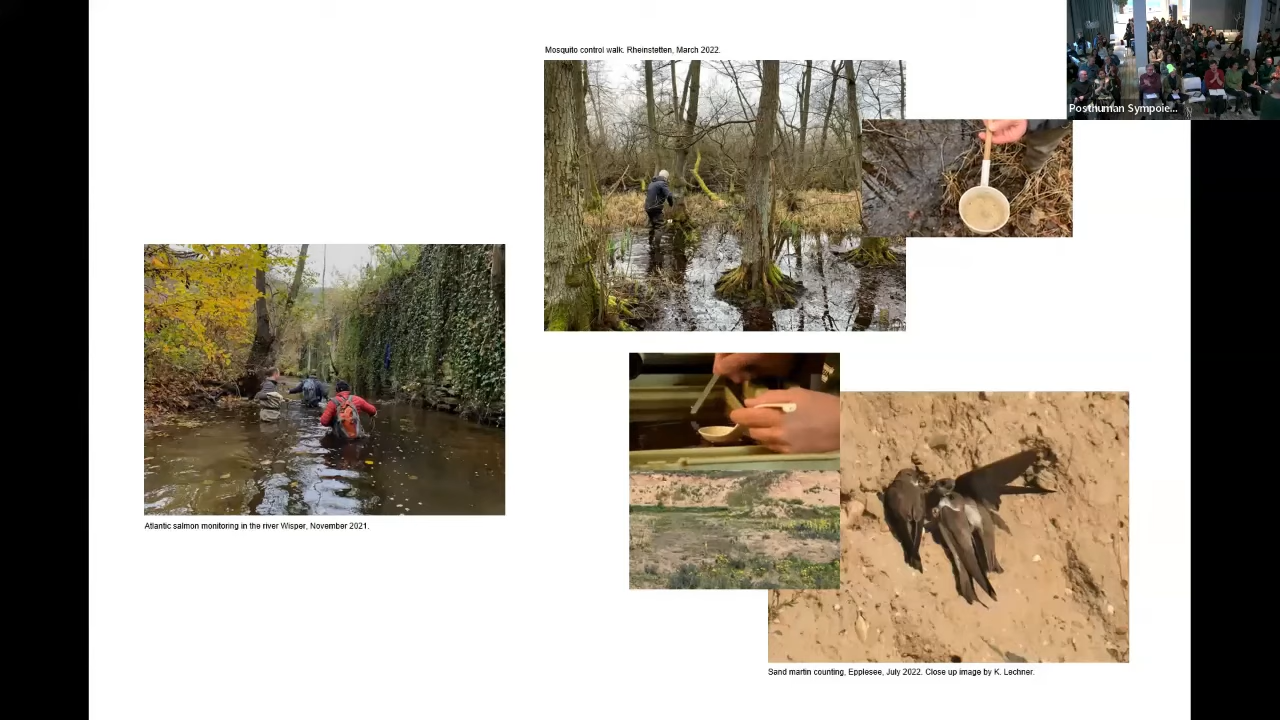 Mosquito control walk. Rheinstetten, March 2022.
Posthuman Sympoie...
Atlantic salmon monitoring in the river Wisper, November 2021.
Sand martin counting, Epplesee, July 2022. Close up image by K. Lechner.